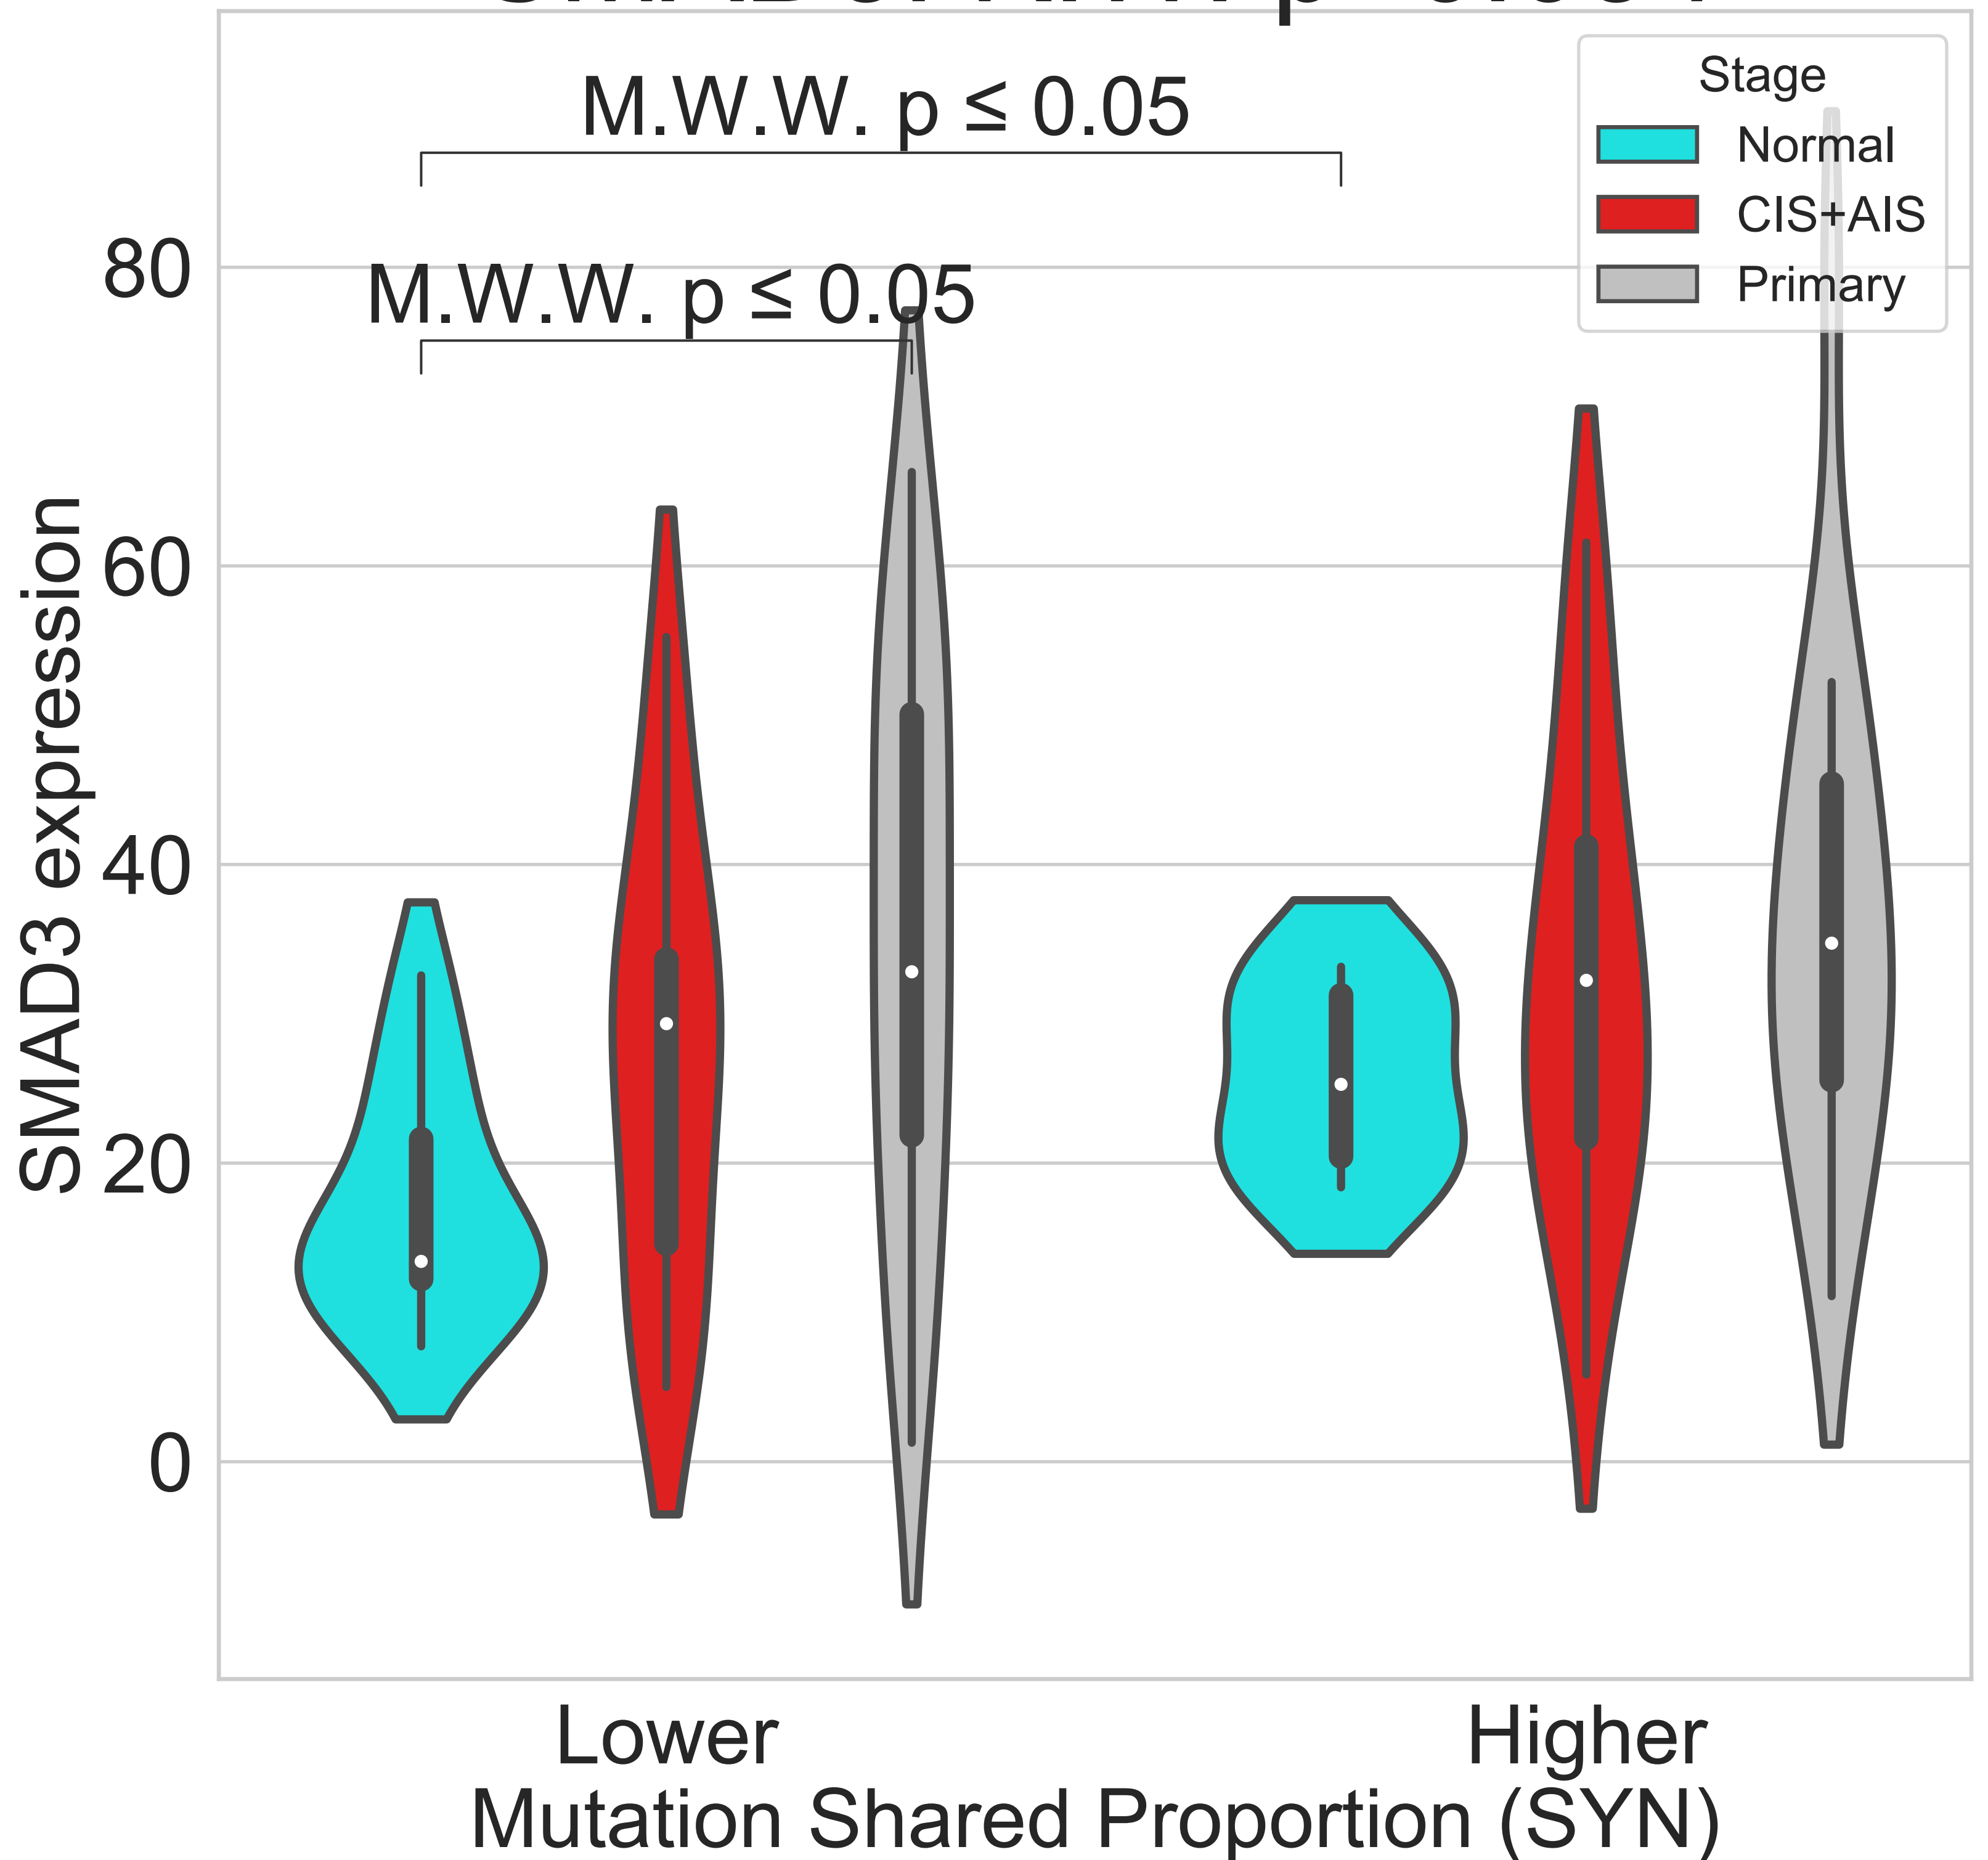 M.W.W. p ≤ 0.05
Stage
Normal
CIS+AIS
Primary
80
M.W.W. p ≤ 0.05
60
40
20
0
SMAD3 expression
Lower
Higher
Mutation Shared Proportion (SYN)